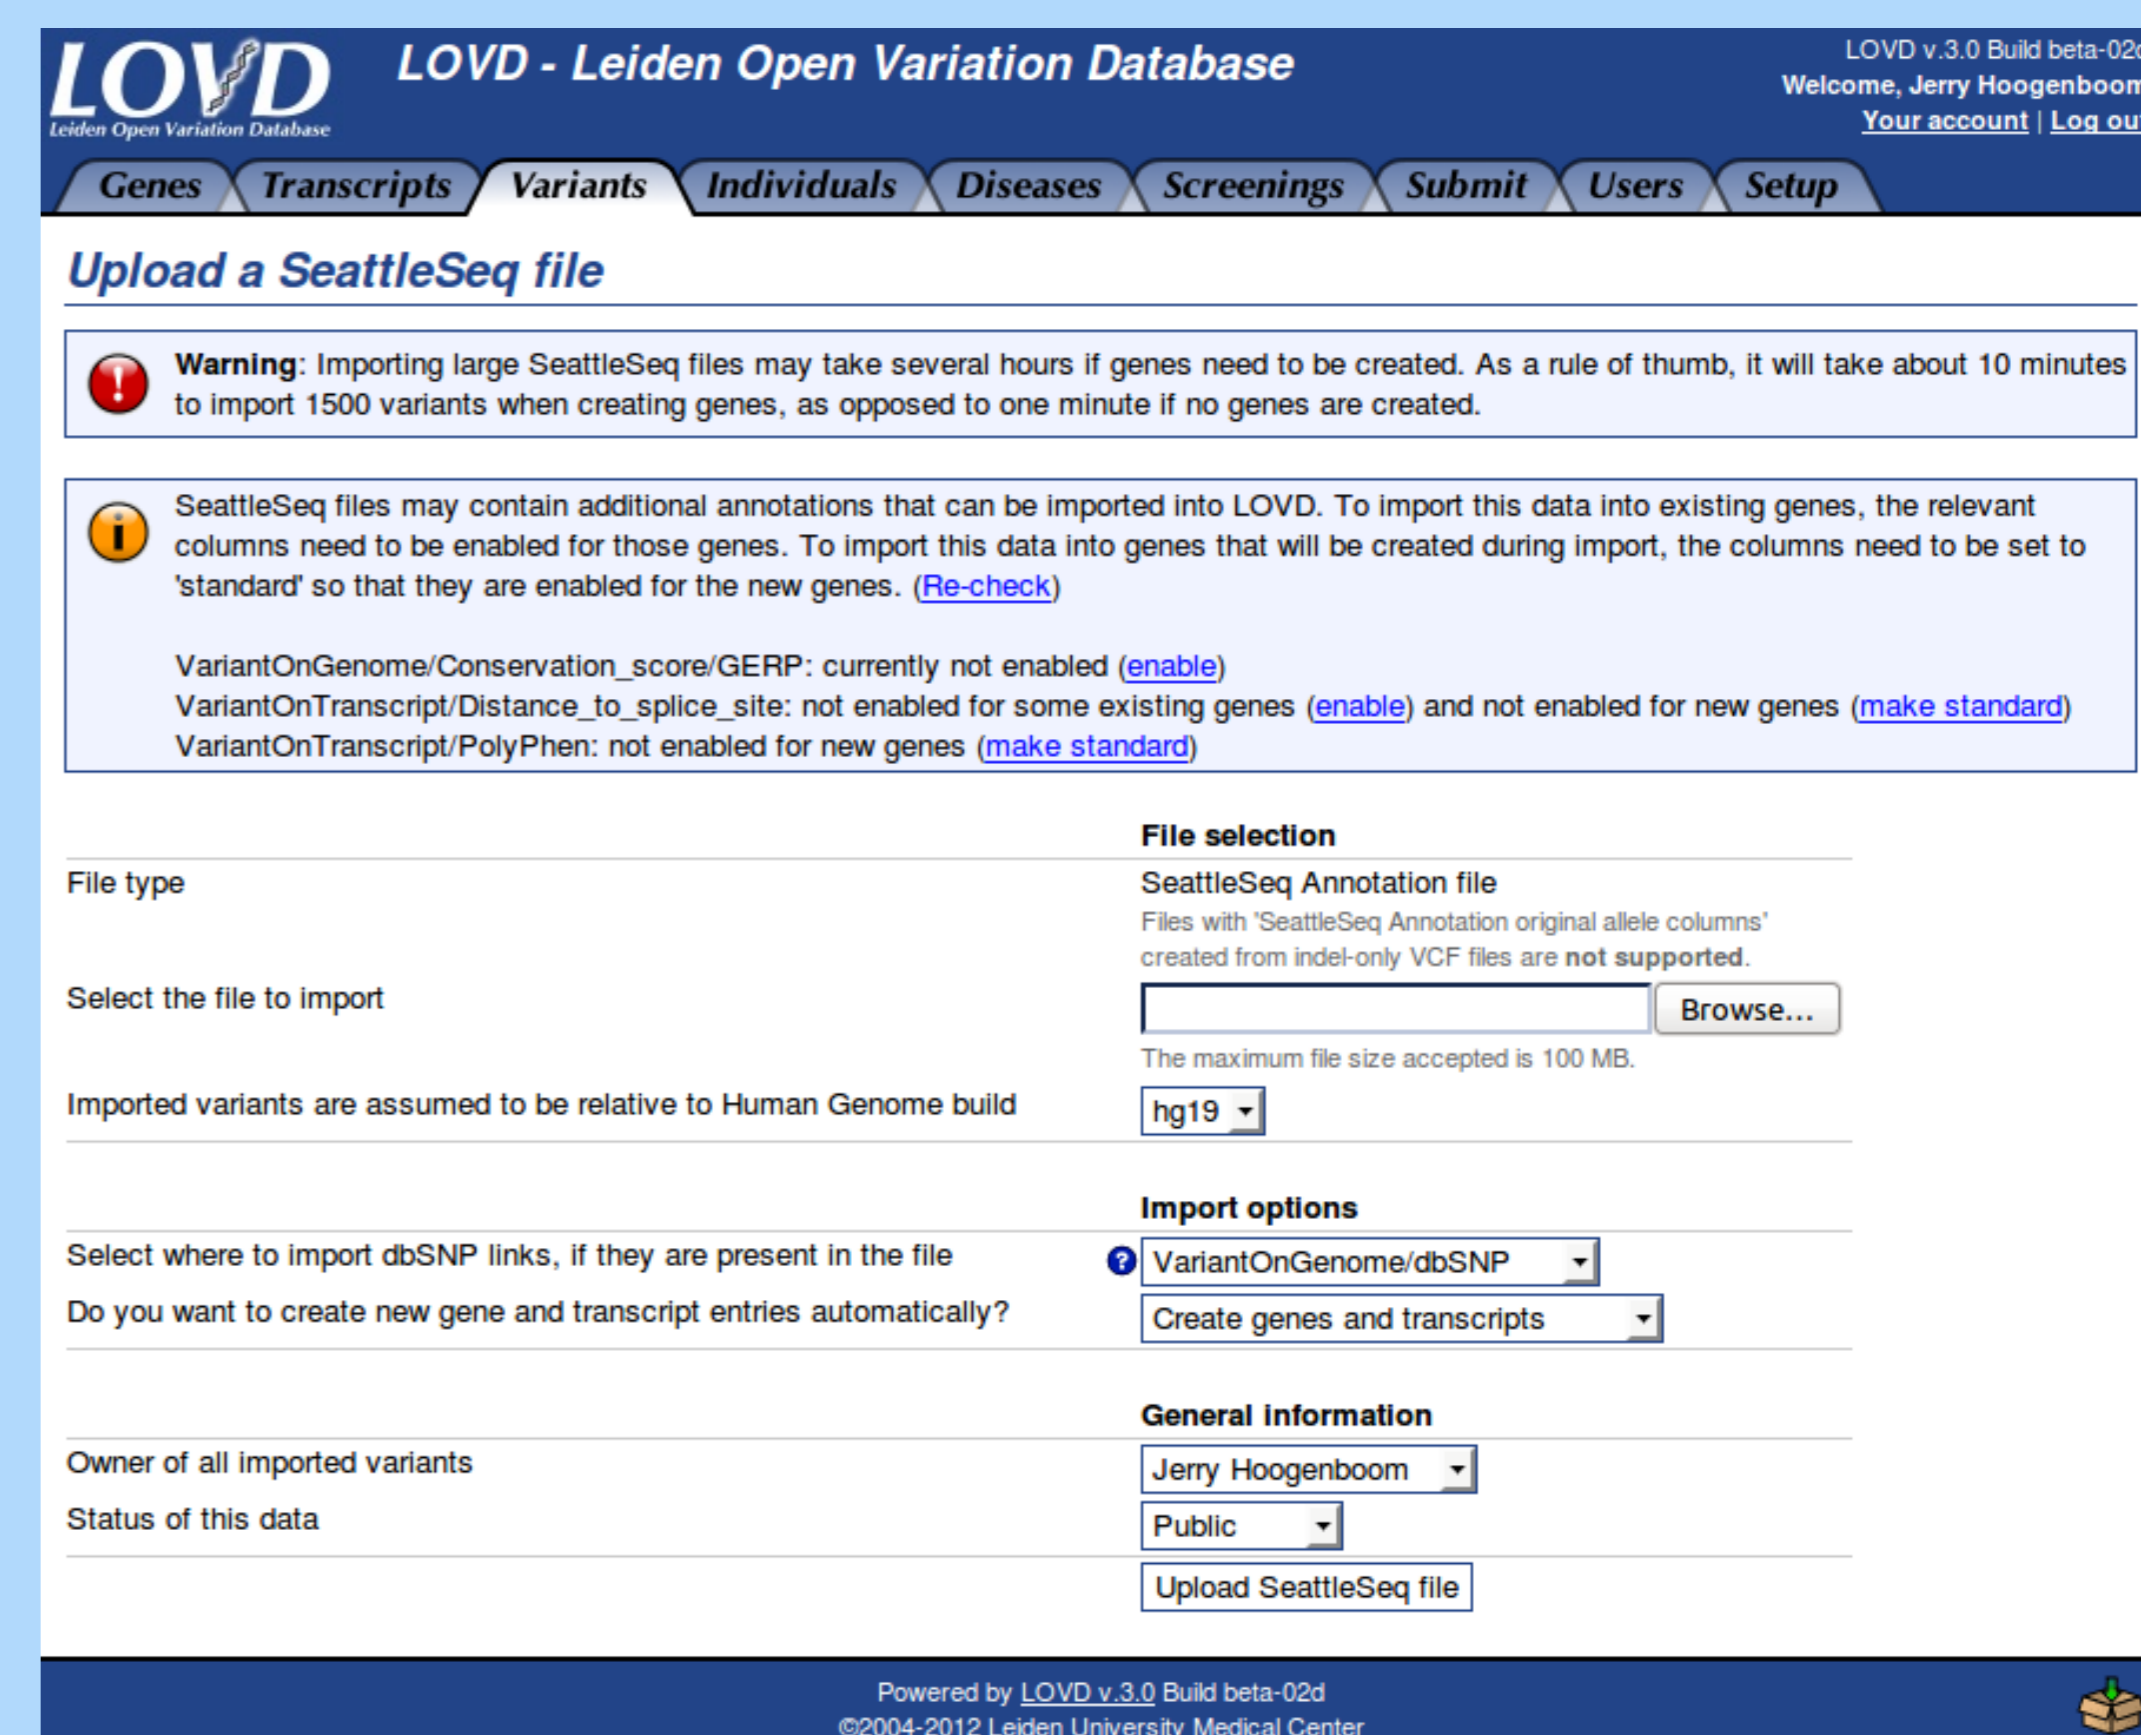 LOVD
Leiden Open Variation Database
LOVD - Leiden Open Variation Database
LOVD v.3.0 Build beta-02d
Welcome, Jerry Hoogenboom
Your account | Log out
Genes Transcripts Variants Individuals Diseases Screenings Submit Users Setup
Upload a SeattleSeq file
Warning: Importing large SeattleSeq files may take several hours if genes need to be created. As a rule of thumb, it will take about 10 minutes
to import 1500 variants when creating genes, as opposed to one minute if no genes are created.
SeattleSeq files may contain additional annotations that can be imported into LOVD. To import this data into existing genes, the relevant
columns need to be enabled for those genes. To import this data into genes that will be created during import, the columns need to be set to
'standard' so that they are enabled for the new genes. (Re-check)
VariantOnGenome/Conservation_score/GERP: currently not enabled (enable)
VariantOnTranscript/Distance_to_splice_site: not enabled for some existing genes (enable) and not enabled for new genes (make standard)
VariantOnTranscript/PolyPhen: not enabled for new genes (make standard)
File selection
File type SeattleSeq Annotation file
Files with 'SeattleSeq Annotation original allele columns'
created from indel-only VCF files are not supported.
Select the file to import Browse...
The maximum file size accepted is 100 MB.
Imported variants are assumed to be relative to Human Genome build hg19
Import options
Select where to import dbSNP links, if they are present in the file ? VariantOnGenome/dbSNP
Do you want to create new gene and transcript entries automatically? Create genes and transcripts
General information
Owner of all imported variants Jerry Hoogenboom
Status of this data Public
Upload SeattleSeq file
Powered by LOVD v.3.0 Build beta-02d
©2004-2012 Leiden University Medical Center